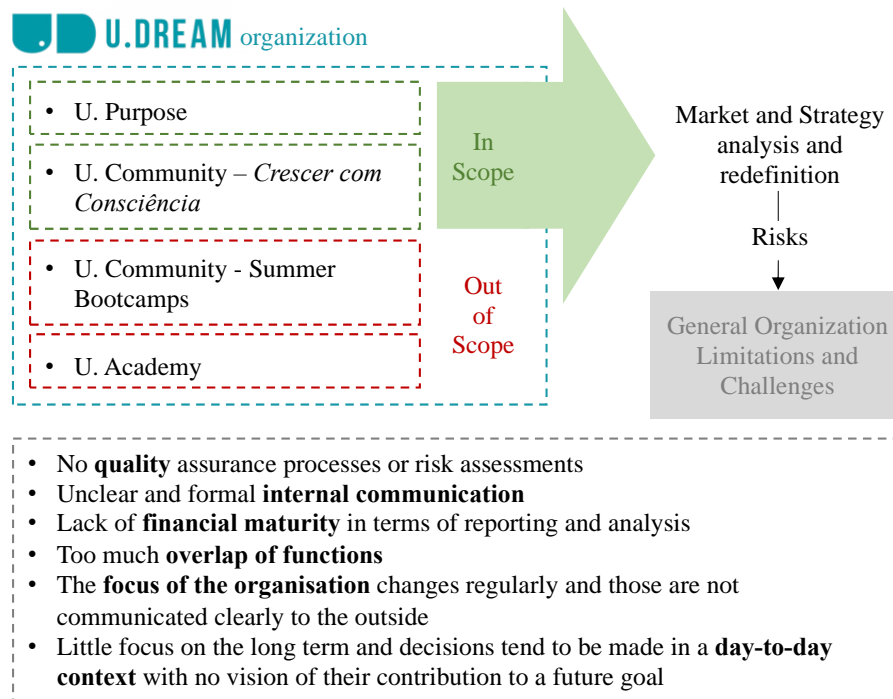 U.DREAM organization
• U. Purpose
• U. Community – Crescer com
Consciência
• U. Community - Summer
Bootcamps
• U. Academy
In
Scope
Out
of
Scope
Market and Strategy
analysis and
redefinition
Risks
General Organization
Limitations and
Challenges
• No quality assurance processes or risk assessments
• Unclear and formal internal communication
• Lack of financial maturity in terms of reporting and analysis
• Too much overlap of functions
• The focus of the organisation changes regularly and those are not
communicated clearly to the outside
• Little focus on the long term and decisions tend to be made in a day-to-day
context with no vision of their contribution to a future goal